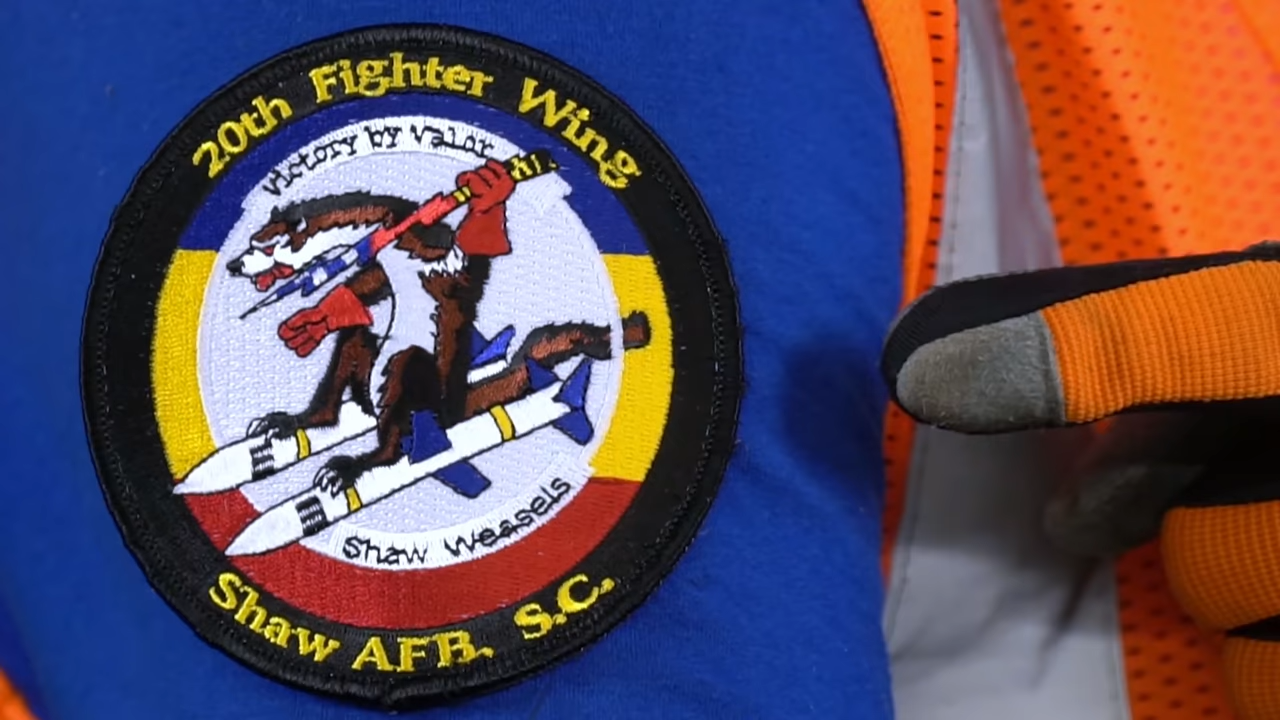 20th Fighter Wing
Victory by Valor
Shaw Weasels
Shaw AFB, S.C.